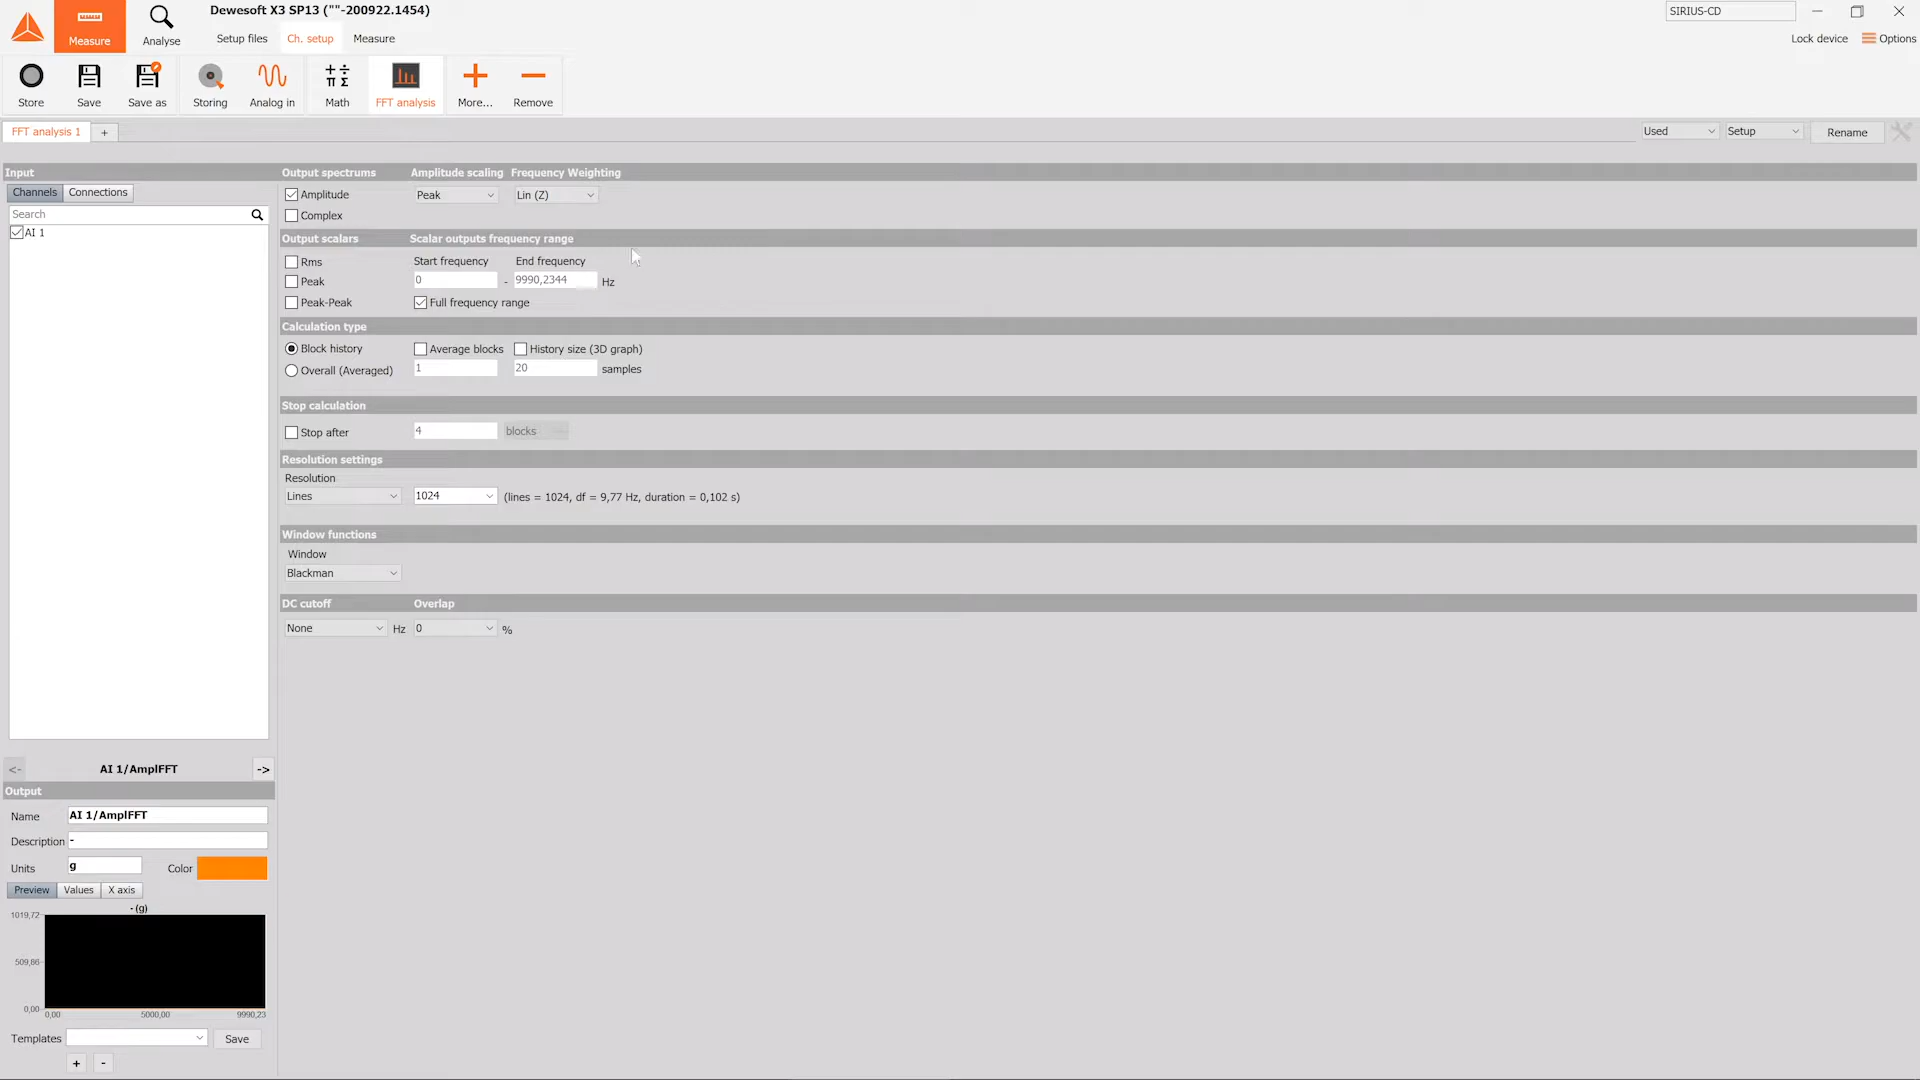 Dewesoft X3 SP13 (""-200922.1454)
SIRIUS-CD
Measure
Analyse
Setup files
Ch. setup
Measure
Lock device
Options
Store
Save
Save as
Storing
Analog in
Math
FFT analysis
More...
Remove
FFT analysis 1
+
Used
Setup
Rename
Input
Output spectrums
Amplitude scaling
Frequency Weighting
Channels
Connections
Amplitude
Peak
Lin (Z)
Search
Complex
AI 1
Output scalars
Scalar outputs frequency range
Rms
Start frequency
End frequency
Peak
0
-
9990,2344
Hz
Peak-Peak
Full frequency range
Calculation type
Block history
Average blocks
History size (3D graph)
Overall (Averaged)
1
20
samples
Stop calculation
Stop after
4
blocks
Resolution settings
Resolution
Lines
1024
(lines = 1024, df = 9,77 Hz, duration = 0,102 s)
Window functions
Window
Blackman
DC cutoff
Overlap
None
Hz
0
%
<-
AI 1/AmplFFT
->
Output
Name
AI 1/AmplFFT
Description
-
Units
g
Color
Preview
Values
X axis
- (g)
1019,72
509,86
0,00
0,00
5000,00
9990,23
Templates
Save
+
-